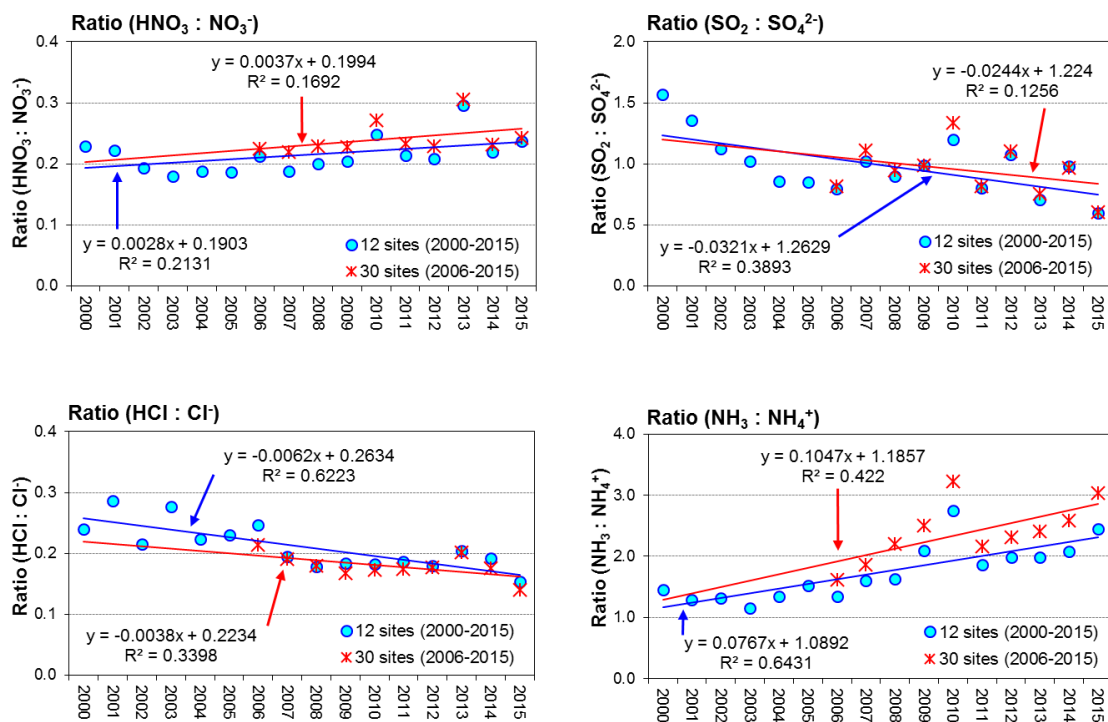 Ratio (HNO₃ : NO₃⁻)
Ratio (HNO₃ : NO₃⁻)
0.4
0.3
0.2
0.1
0.0
y = 0.0037x + 0.1994
R² = 0.1692
y = 0.0028x + 0.1903
R² = 0.2131
12 sites (2000-2015)
30 sites (2006-2015)
2000 2001 2002 2003 2004 2005 2006 2007 2008 2009 2010 2011 2012 2013 2014 2015
Ratio (SO₂ : SO₄²⁻)
Ratio (SO₂ : SO₄²⁻)
2.0
1.5
1.0
0.5
0.0
y = -0.0244x + 1.224
R² = 0.1256
y = -0.0321x + 1.2629
R² = 0.3893
12 sites (2000-2015)
30 sites (2006-2015)
2000 2001 2002 2003 2004 2005 2006 2007 2008 2009 2010 2011 2012 2013 2014 2015
Ratio (HCl : Cl⁻)
Ratio (HCl : Cl⁻)
0.4
0.3
0.2
0.1
0.0
y = -0.0062x + 0.2634
R² = 0.6223
y = -0.0038x + 0.2234
R² = 0.3398
12 sites (2000-2015)
30 sites (2006-2015)
2000 2001 2002 2003 2004 2005 2006 2007 2008 2009 2010 2011 2012 2013 2014 2015
Ratio (NH₃ : NH₄⁺)
Ratio (NH₃ : NH₄⁺)
4.0
3.0
2.0
1.0
0.0
y = 0.1047x + 1.1857
R² = 0.422
y = 0.0767x + 1.0892
R² = 0.6431
12 sites (2000-2015)
30 sites (2006-2015)
2000 2001 2002 2003 2004 2005 2006 2007 2008 2009 2010 2011 2012 2013 2014 2015